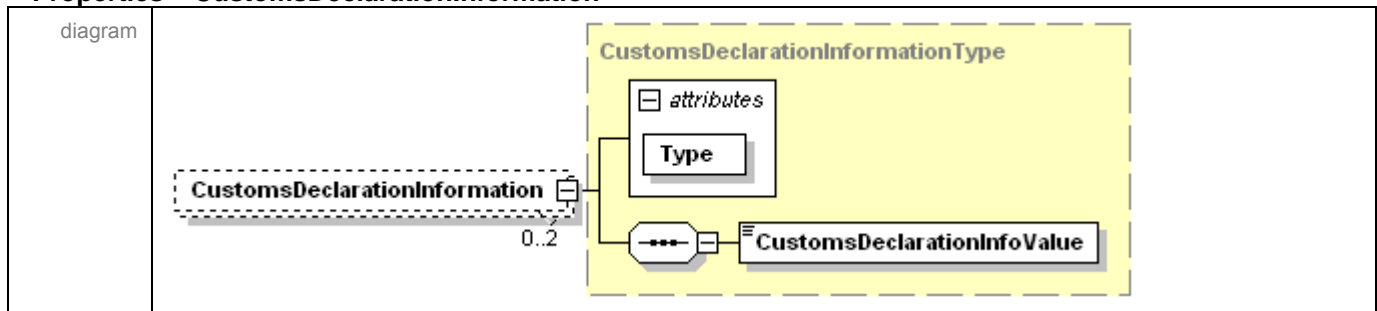 diagram
CustomsDeclarationInformationType
attributes
Type
CustomsDeclarationInformation
0..2
CustomsDeclarationInfoValue